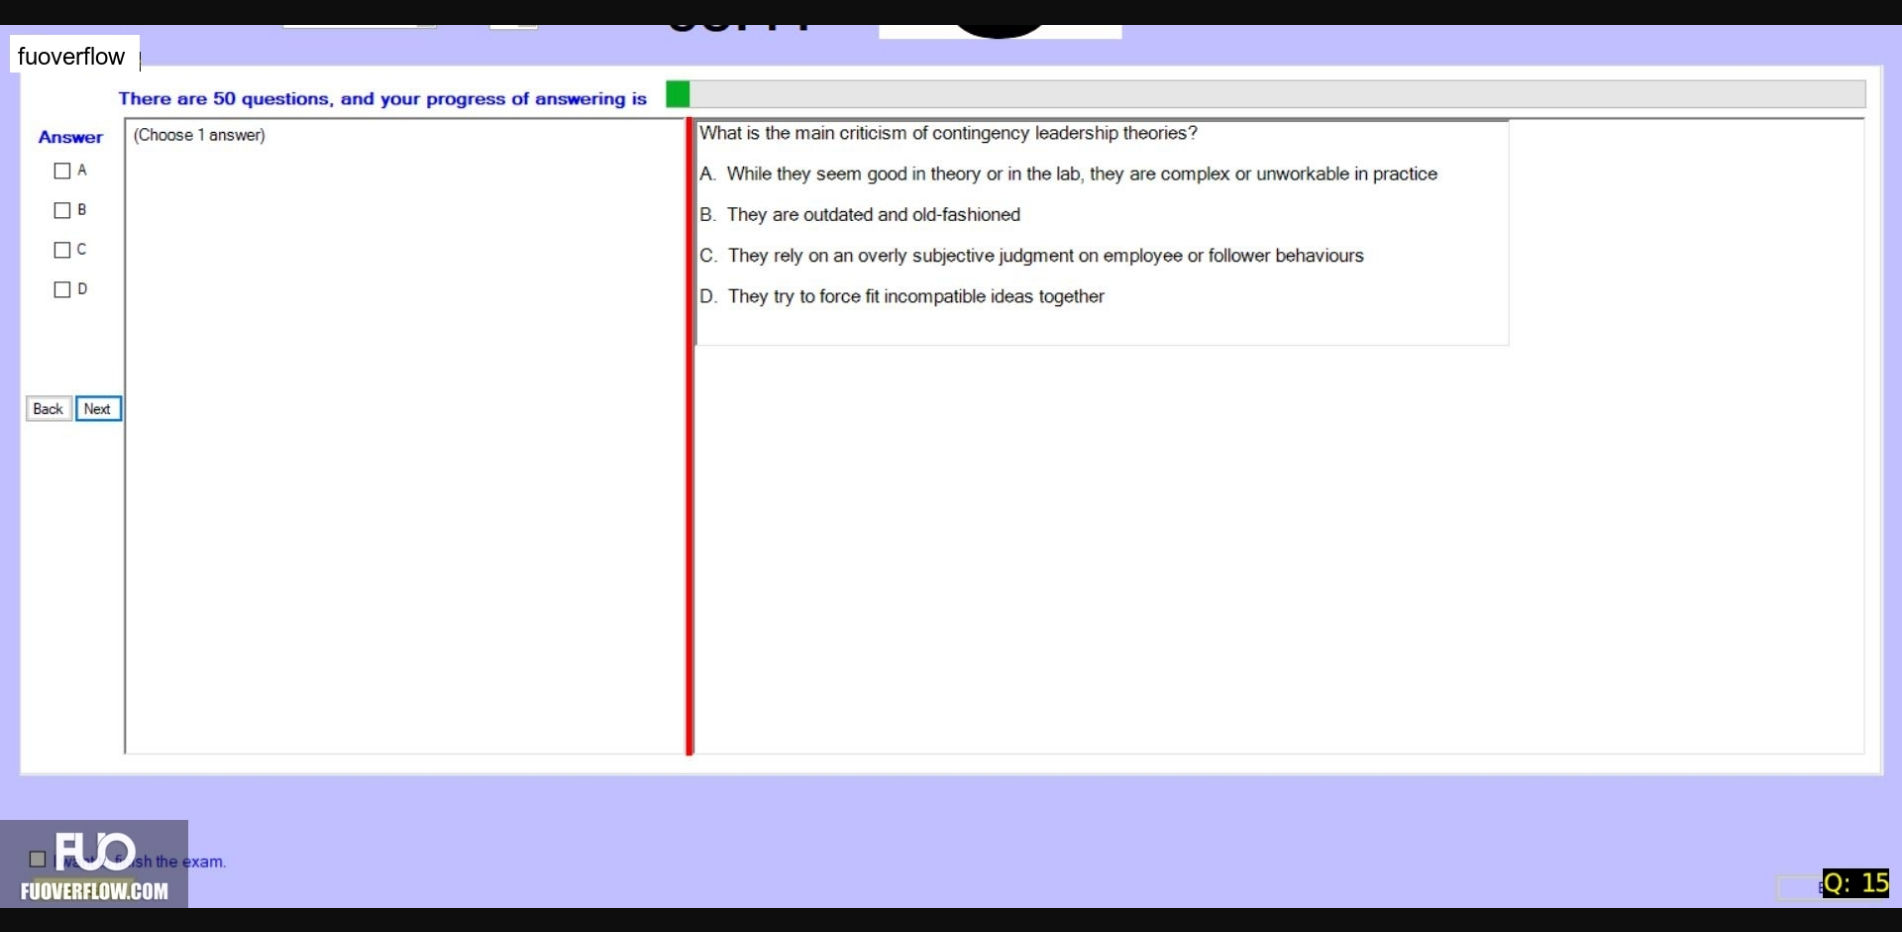 fuoverflow
There are 50 questions, and your progress of answering is
Answer
(Choose 1 answer)
A
B
C
D
Back Next
What is the main criticism of contingency leadership theories?
A. While they seem good in theory or in the lab, they are complex or unworkable in practice
B. They are outdated and old-fashioned
C. They rely on an overly subjective judgment on employee or follower behaviours
D. They try to force fit incompatible ideas together
FUO
the exam.
FUOVERFLOW.COM
Q: 15